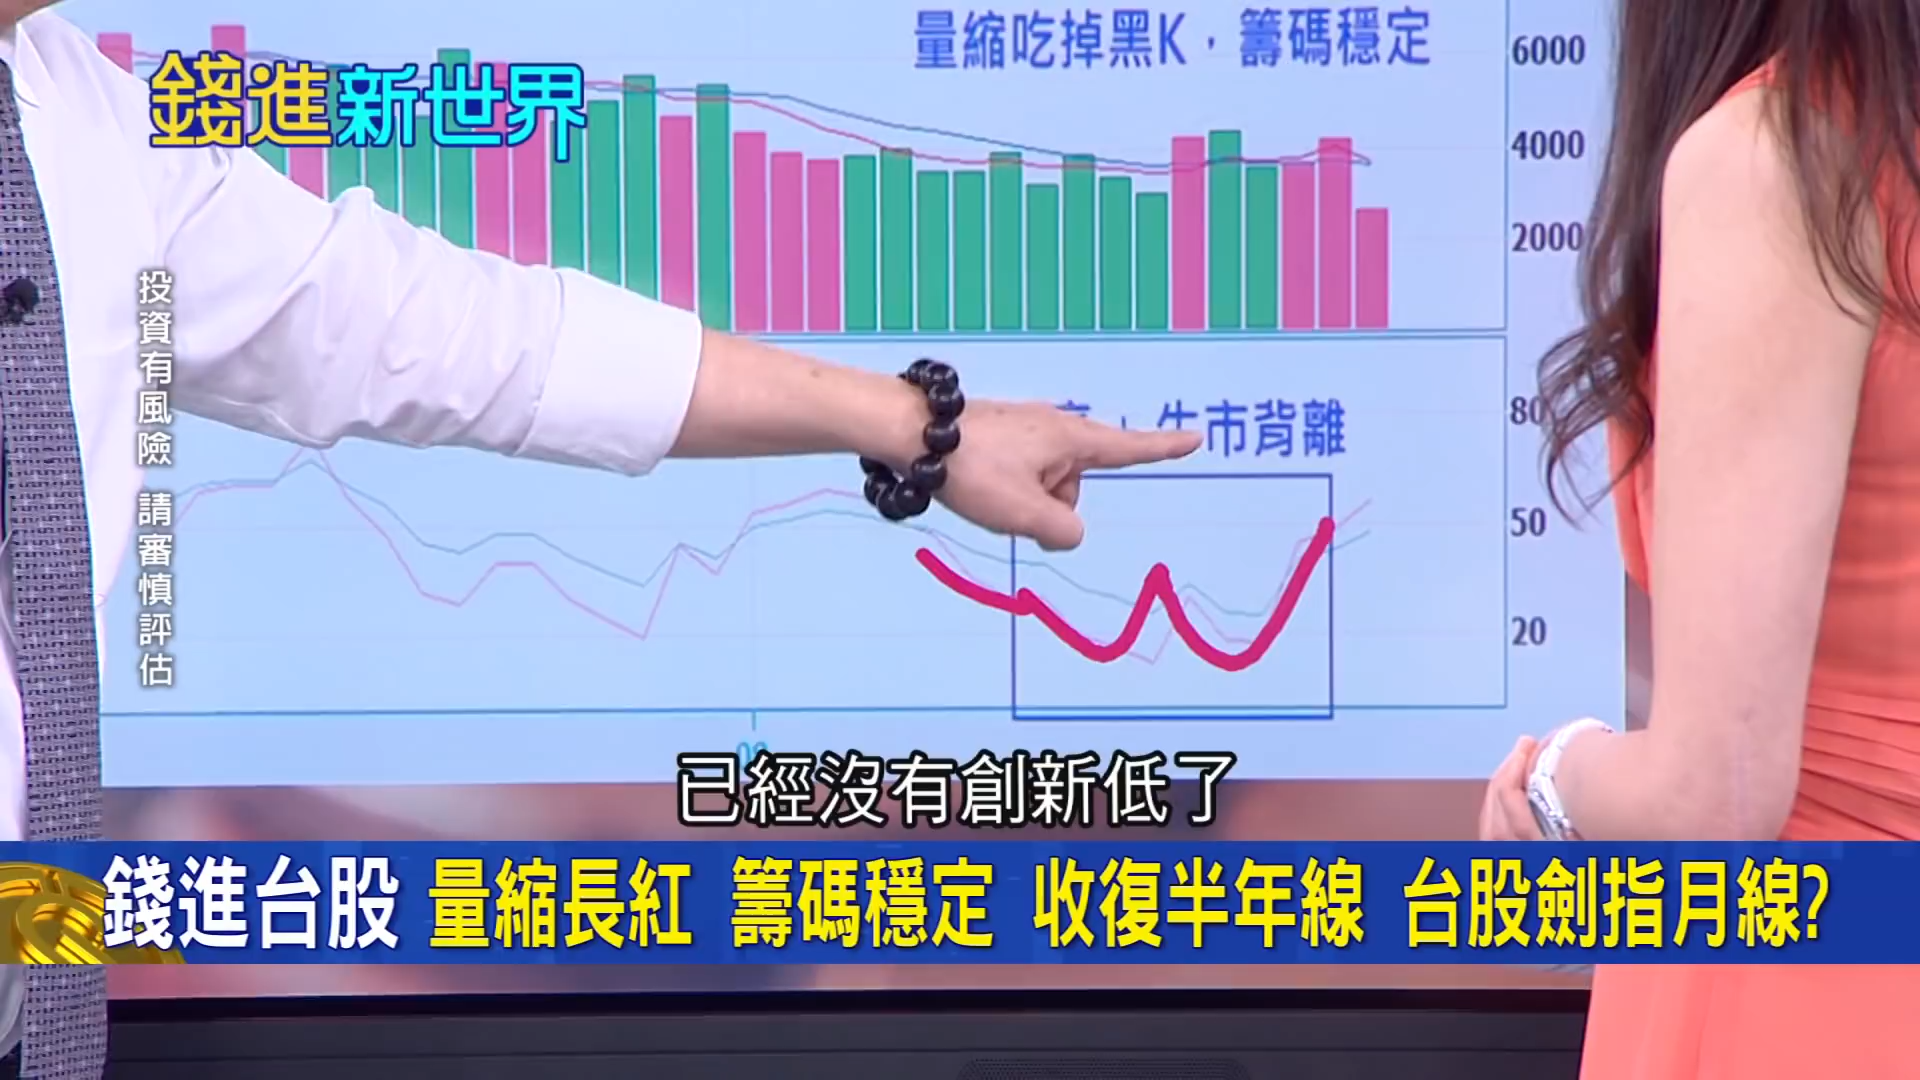 量縮吃掉黑K，籌碼穩定
錢進新世界
6000
4000
2000
投資有風險 請審慎評估
，牛市背離
80
50
20
09
已經沒有創新低了
錢進台股 量縮長紅 籌碼穩定 收復半年線 台股劍指月線?